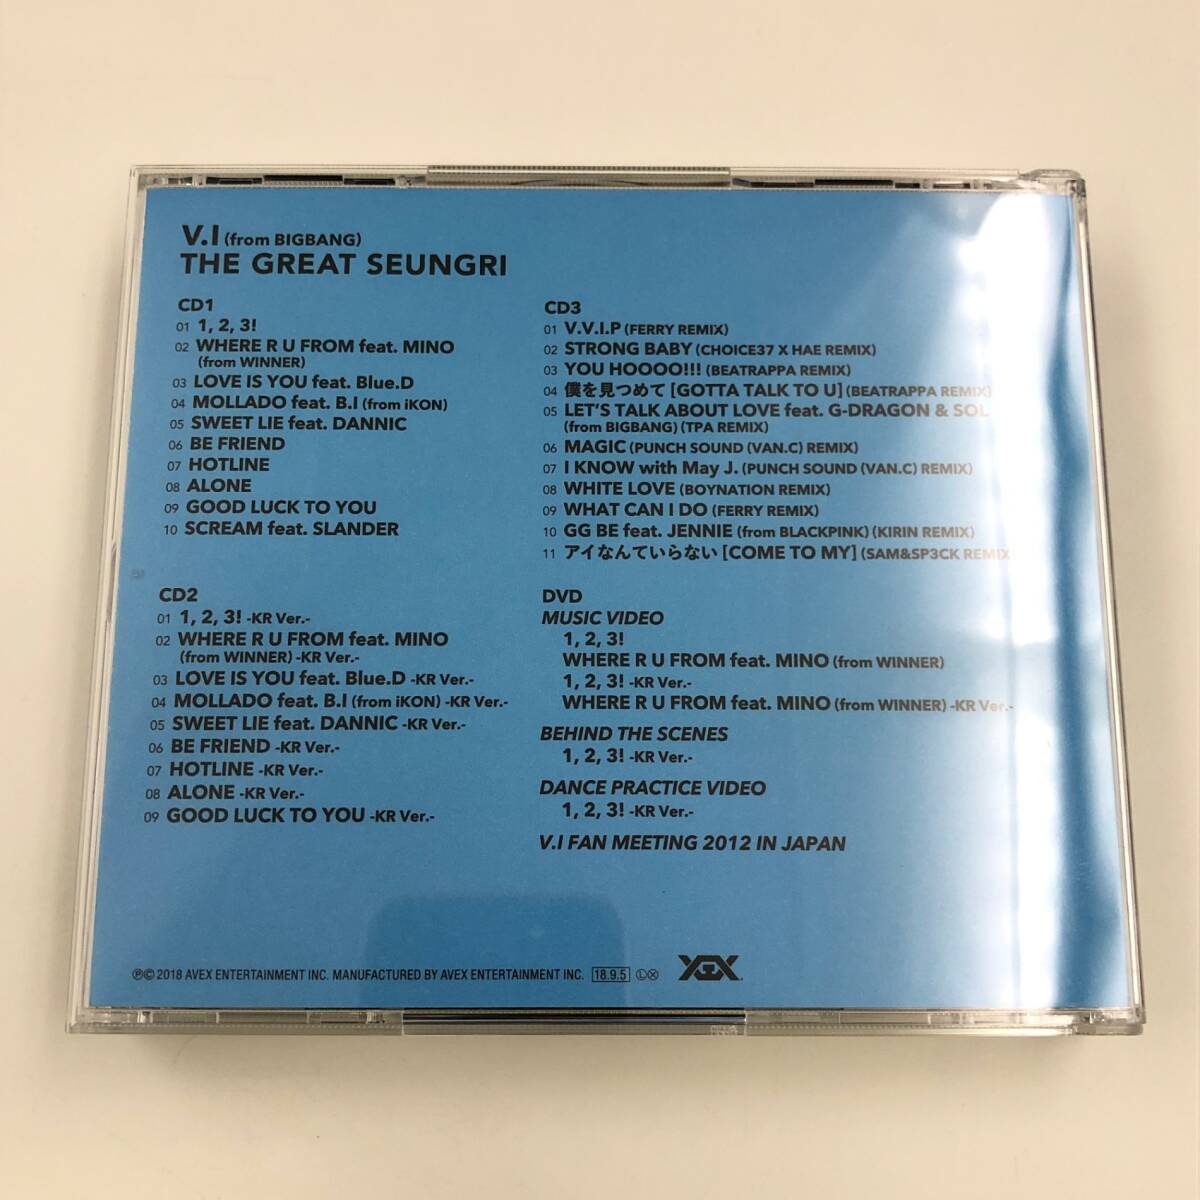 V.I (from BIGBANG)
THE GREAT SEUNGRI
CD1
01 1, 2, 3!
02 WHERE R U FROM feat. MINO
(from WINNER)
03 LOVE IS YOU feat. Blue.D
04 MOLLADO feat. B.I (from iKON)
05 SWEET LIE feat. DANNIC
06 BE FRIEND
07 HOTLINE
08 ALONE
09 GOOD LUCK TO YOU
10 SCREAM feat. SLANDER
CD2
01 1, 2, 3! -KR Ver.-
02 WHERE R U FROM feat. MINO
(from WINNER) -KR Ver.-
03 LOVE IS YOU feat. Blue.D -KR Ver.-
04 MOLLADO feat. B.I (from iKON) -KR Ver.-
05 SWEET LIE feat. DANNIC -KR Ver.-
06 BE FRIEND -KR Ver.-
07 HOTLINE -KR Ver.-
08 ALONE -KR Ver.-
09 GOOD LUCK TO YOU -KR Ver.-
CD3
01 V.V.I.P (FERRY REMIX)
02 STRONG BABY (CHOICE37 X HAE REMIX)
03 YOU HOOOO!!! (BEATRAPPA REMIX)
04 僕を見つめて [GOTTA TALK TO U] (BEATRAPPA REMIX)
05 LET'S TALK ABOUT LOVE feat. G-DRAGON & SOL
(from BIGBANG) (TPA REMIX)
06 MAGIC (PUNCH SOUND (VAN.C) REMIX)
07 I KNOW with May J. (PUNCH SOUND (VAN.C) REMIX)
08 WHITE LOVE (BOYNATION REMIX)
09 WHAT CAN I DO (FERRY REMIX)
10 GG BE feat. JENNIE (from BLACKPINK) (KIRIN REMIX)
11 アイなんていらない [COME TO MY] (SAM&SP3CK REMIX
DVD
MUSIC VIDEO
1, 2, 3!
WHERE R U FROM feat. MINO (from WINNER)
1, 2, 3! -KR Ver.-
WHERE R U FROM feat. MINO (from WINNER) -KR Ver.-
BEHIND THE SCENES
1, 2, 3! -KR Ver.-
DANCE PRACTICE VIDEO
1, 2, 3! -KR Ver.-
V.I FAN MEETING 2012 IN JAPAN
℗© 2018 AVEX ENTERTAINMENT INC. MANUFACTURED BY AVEX ENTERTAINMENT INC. 18.9.5 Ⓛⓧ YGEX